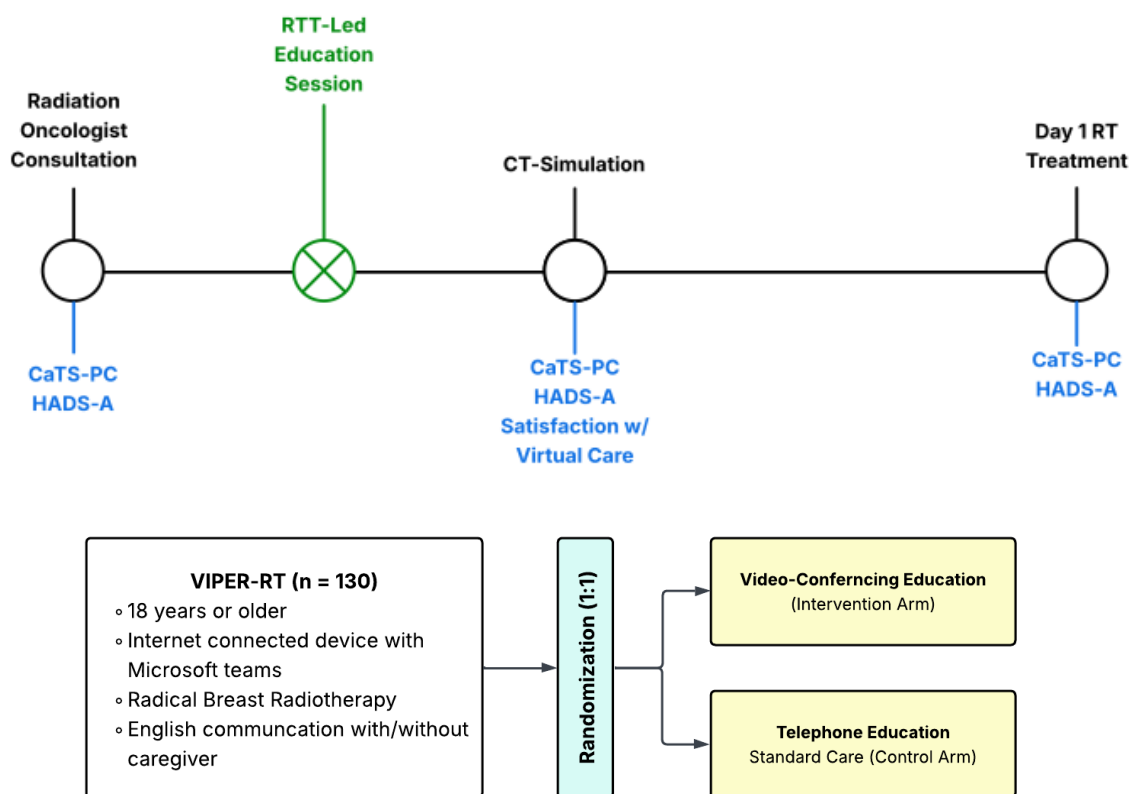 RTT-Led
Education
Session
Radiation
Oncologist
Consultation
CT-Simulation
Day 1 RT
Treatment
CaTS-PC
HADS-A
CaTS-PC
HADS-A
Satisfaction w/
Virtual Care
CaTS-PC
HADS-A
VIPER-RT (n = 130)
∘ 18 years or older
∘ Internet connected device with
Microsoft teams
∘ Radical Breast Radiotherapy
∘ English communcation with/without
caregiver
Randomization (1:1)
Video-Conferncing Education
(Intervention Arm)
Telephone Education
Standard Care (Control Arm)